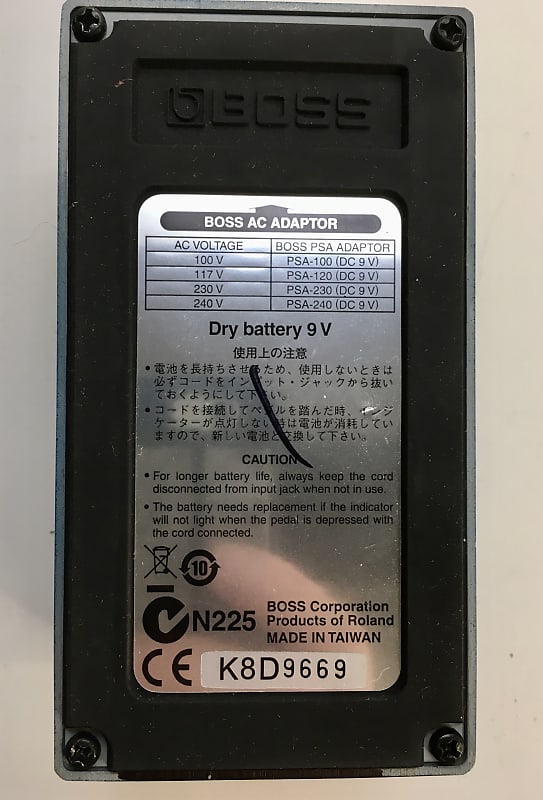 BOSS
BOSS AC ADAPTOR
AC VOLTAGE BOSS PSA ADAPTOR
100 V PSA-100 (DC 9 V)
117 V PSA-120 (DC 9 V)
230 V PSA-230 (DC 9 V)
240 V PSA-240 (DC 9 V)
Dry battery 9 V
使用上の注意
• 電池を長持ちさせるため、使用しないときは
必ずコードをインプット・ジャックから抜い
ておくようにして下さい。
• コードを接続してペダルを踏んだ時、インジ
ケーターが点灯しない時は電池が消耗してい
ますので、新しい電池と交換して下さい。
CAUTION
• For longer battery life, always keep the cord
disconnected from input jack when not in use.
• The battery needs replacement if the indicator
will not light when the pedal is depressed with
the cord connected.
10
N225
BOSS Corporation
Products of Roland
MADE IN TAIWAN
CE K8D9669